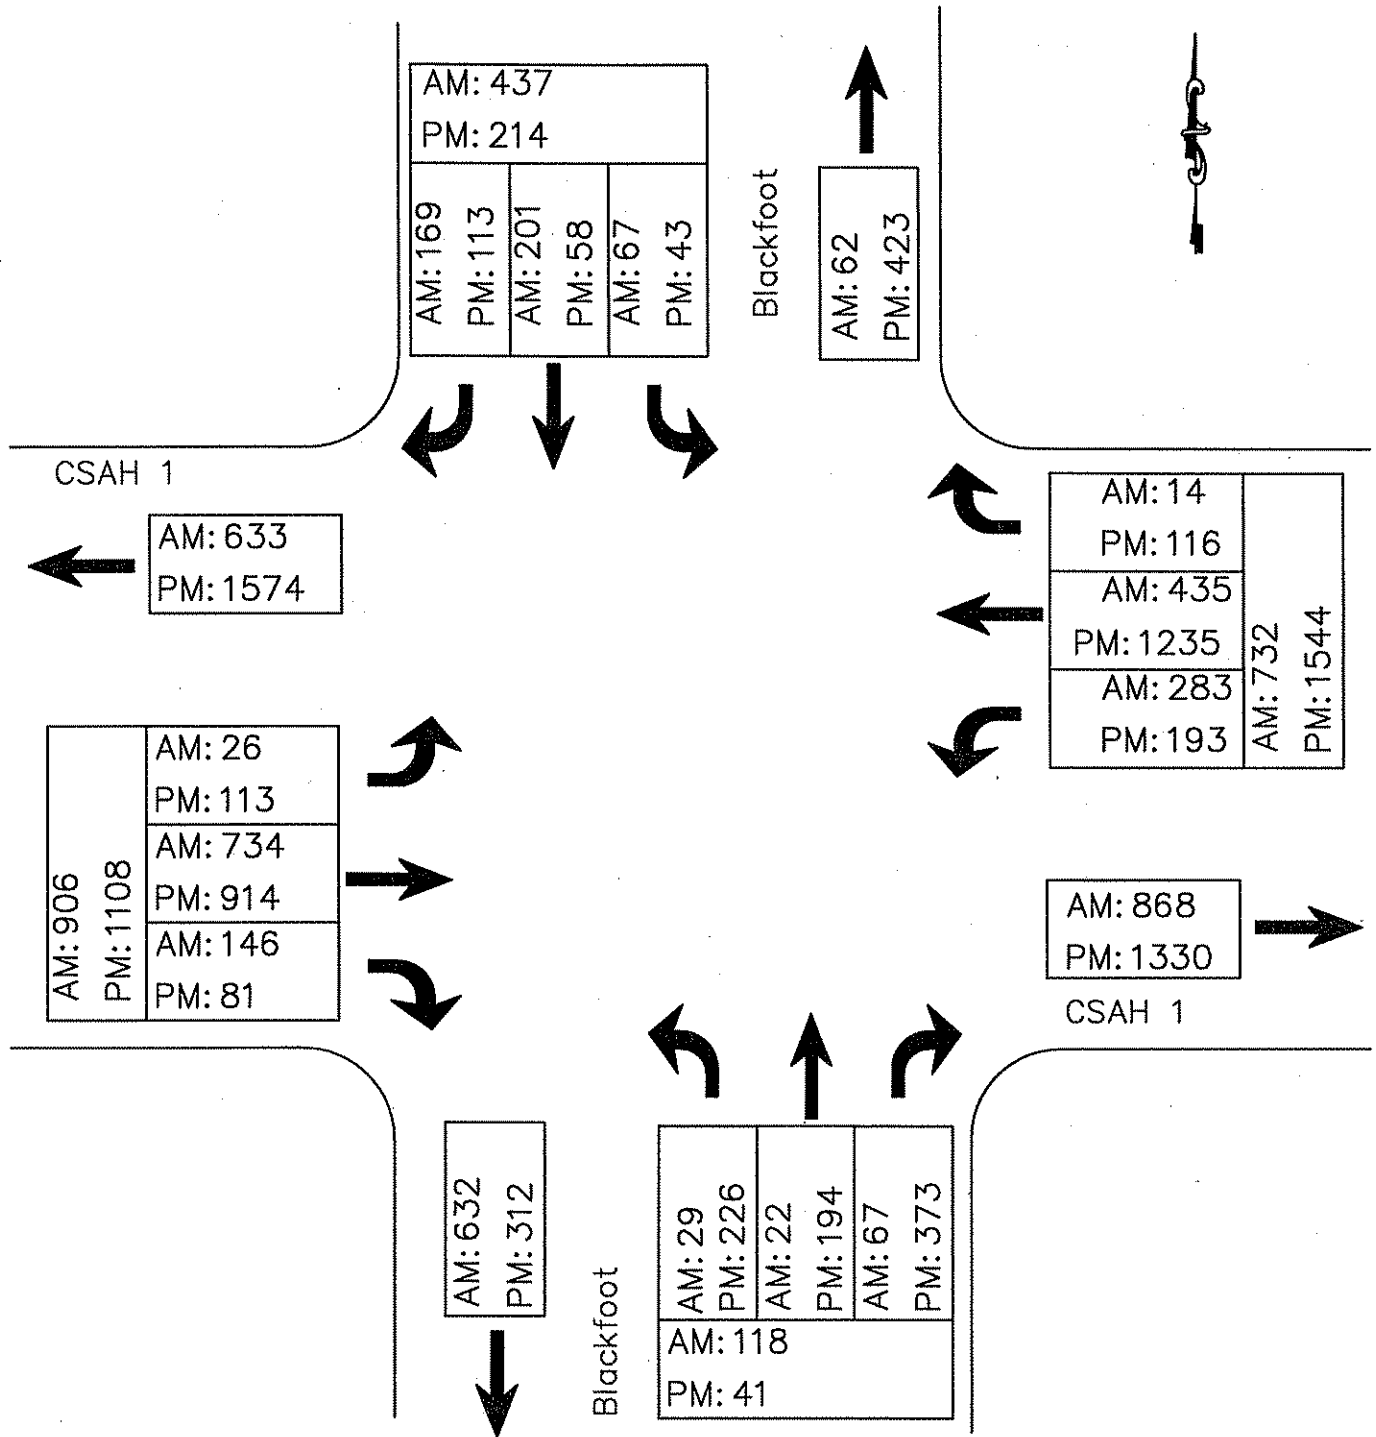 AM: 437
PM: 214
AM: 169
PM: 113
AM: 201
PM: 58
AM: 67
PM: 43
Blackfoot
AM: 62
PM: 423
CSAH 1
AM: 633
PM: 1574
AM: 14
PM: 116
AM: 435
PM: 1235
AM: 283
PM: 193
AM: 732
PM: 1544
AM: 906
PM: 1108
AM: 26
PM: 113
AM: 734
PM: 914
AM: 146
PM: 81
AM: 868
PM: 1330
CSAH 1
AM: 632
PM: 312
Blackfoot
AM: 29
PM: 226
AM: 22
PM: 194
AM: 67
PM: 373
AM: 118
PM: 41